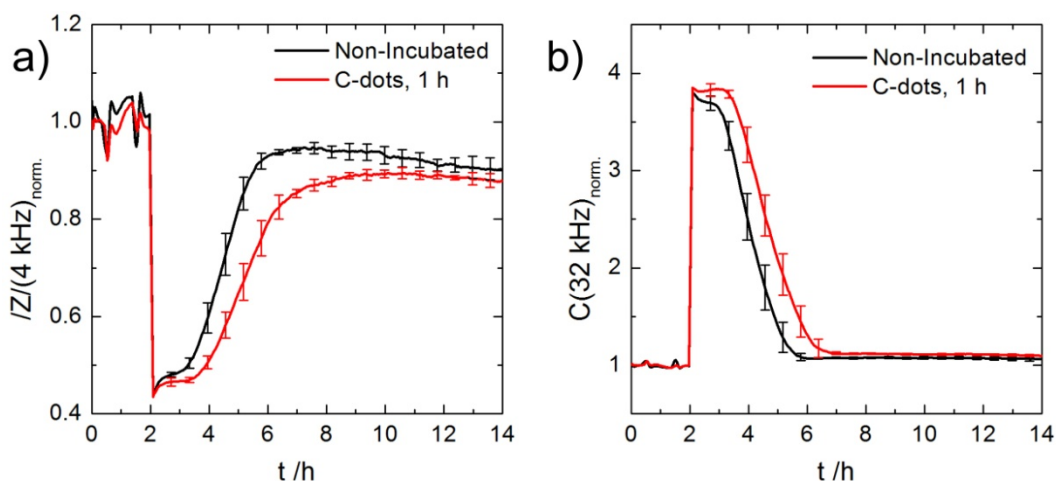 a)
1.2
1.0
0.8
0.6
0.4
/Z/(4 kHz)norm.
Non-Incubated
C-dots, 1 h
0 2 4 6 8 10 12 14
t /h
b)
4
3
2
1
C(32 kHz)norm.
Non-Incubated
C-dots, 1 h
0 2 4 6 8 10 12 14
t /h